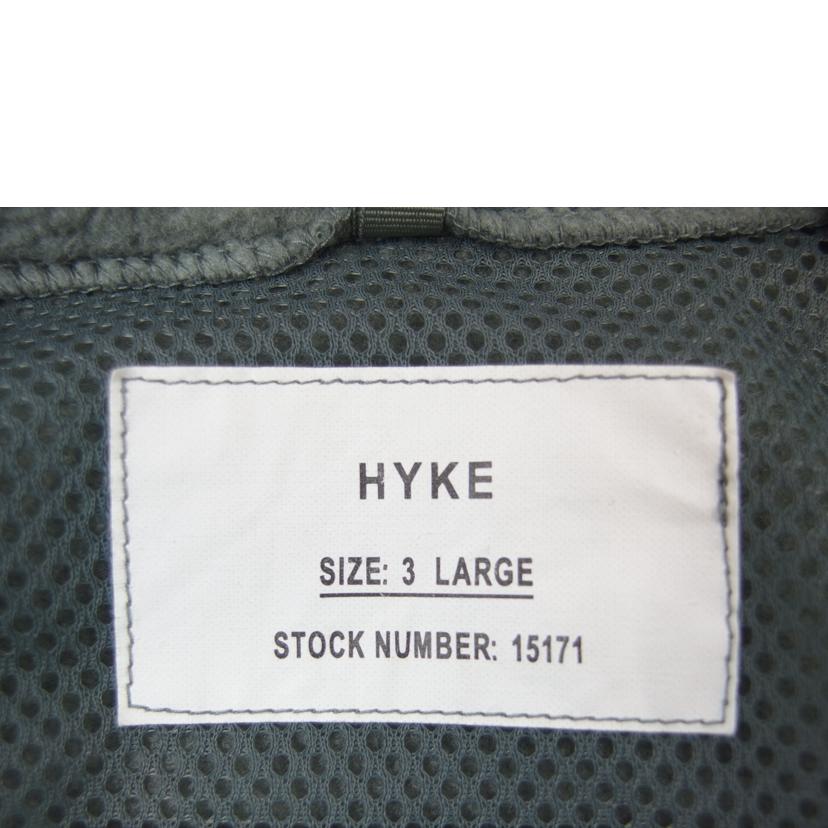 HYKE
SIZE: 3 LARGE
STOCK NUMBER: 15171